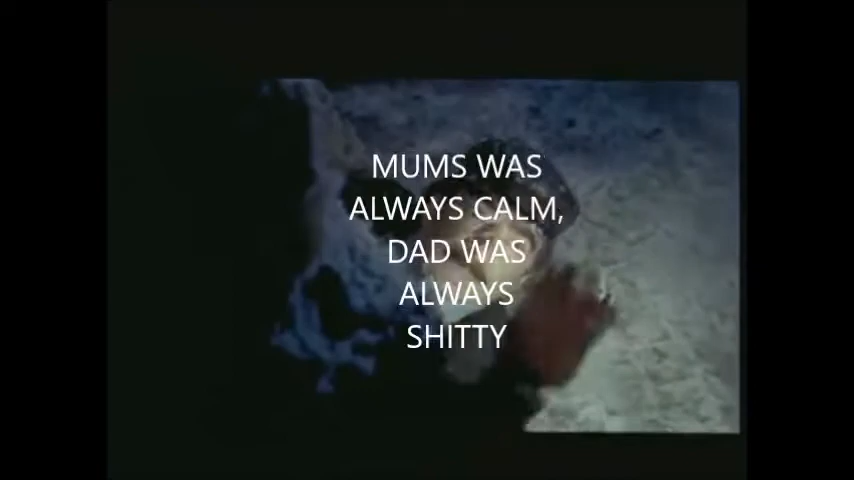 MUMS WAS
ALWAYS CALM,
DAD WAS
ALWAYS
SHITTY